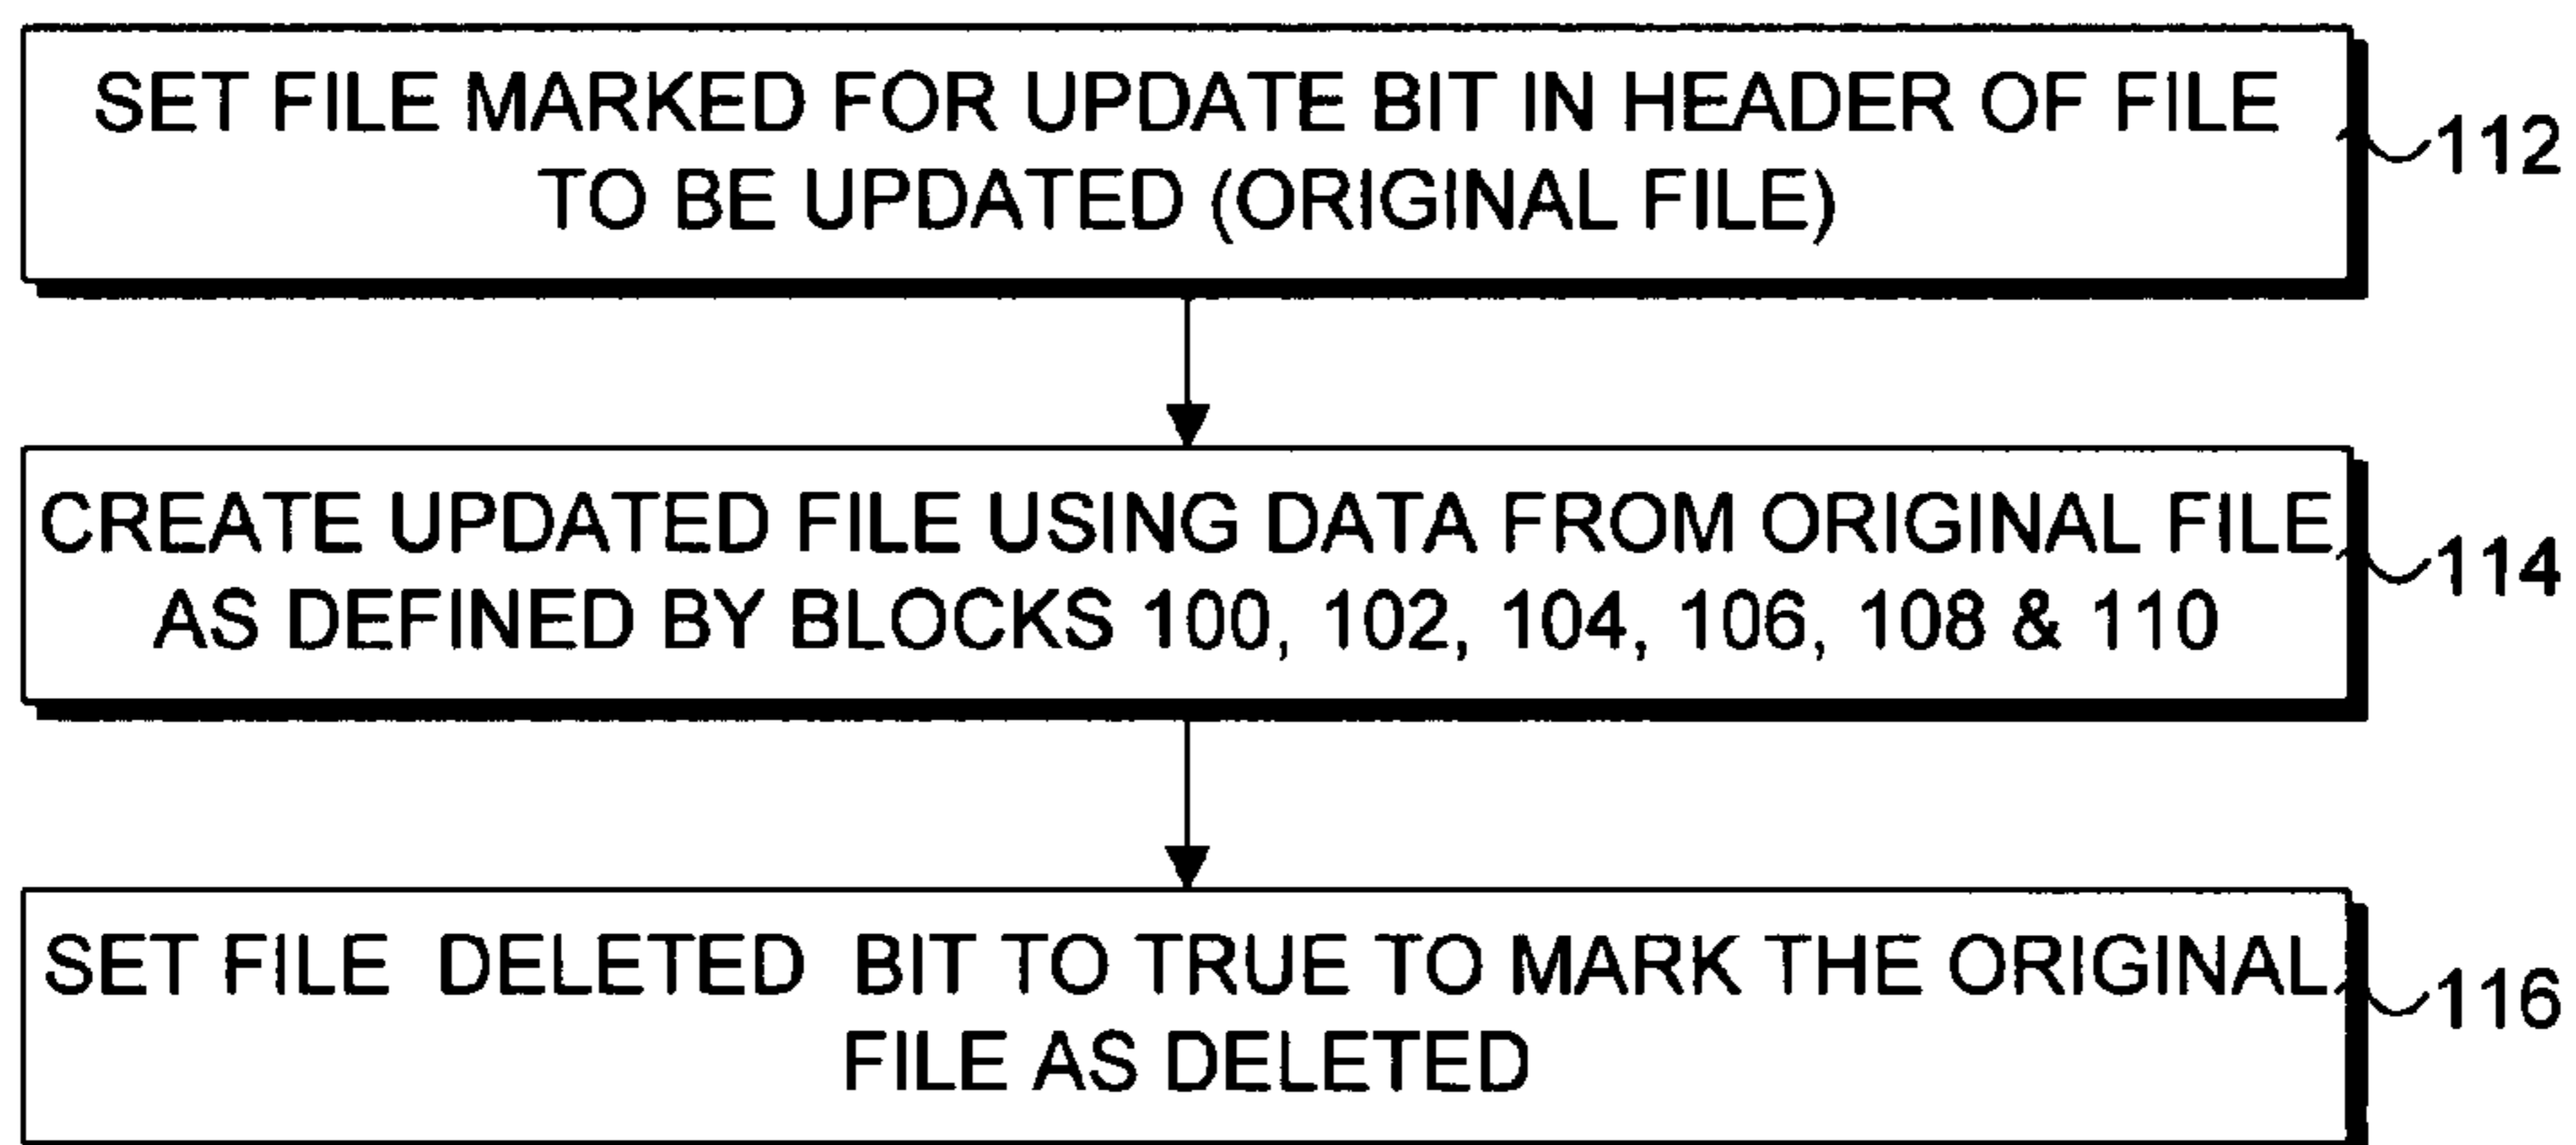 SET FILE MARKED FOR UPDATE BIT IN HEADER OF FILE
TO BE UPDATED (ORIGINAL FILE)
112
CREATE UPDATED FILE USING DATA FROM ORIGINAL FILE
AS DEFINED BY BLOCKS 100, 102, 104, 106, 108 & 110
114
SET FILE DELETED BIT TO TRUE TO MARK THE ORIGINAL
FILE AS DELETED
116